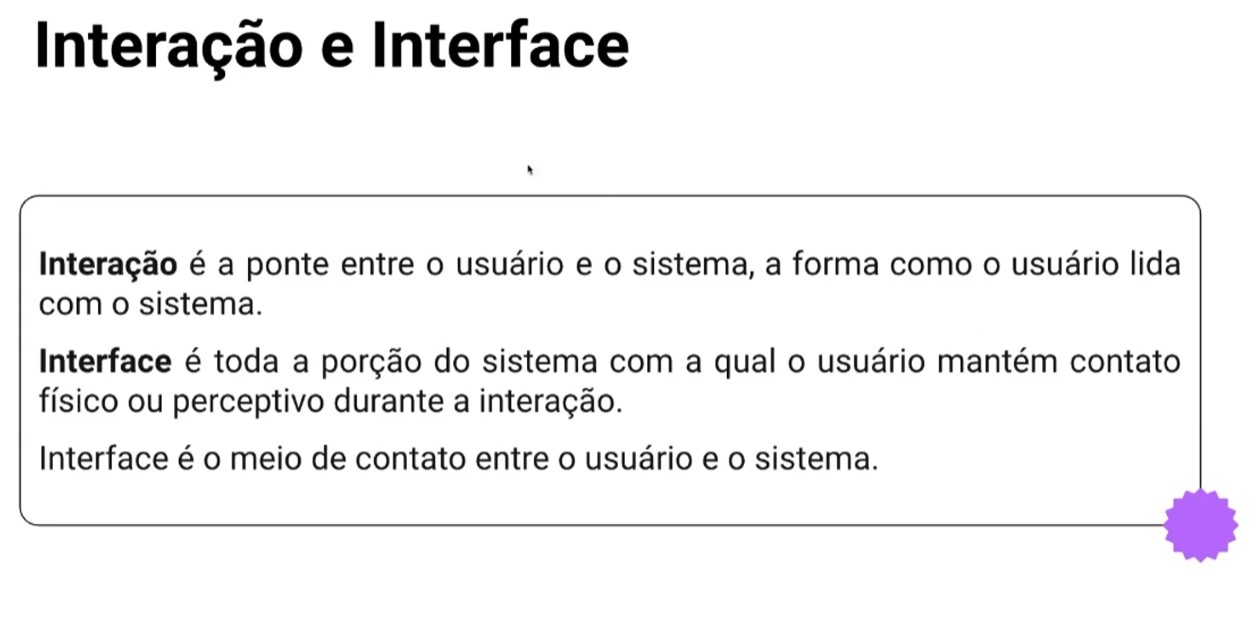 Interação e Interface
Interação é a ponte entre o usuário e o sistema, a forma como o usuário lida
com o sistema.
Interface é toda a porção do sistema com a qual o usuário mantém contato
físico ou perceptivo durante a interação.
Interface é o meio de contato entre o usuário e o sistema.